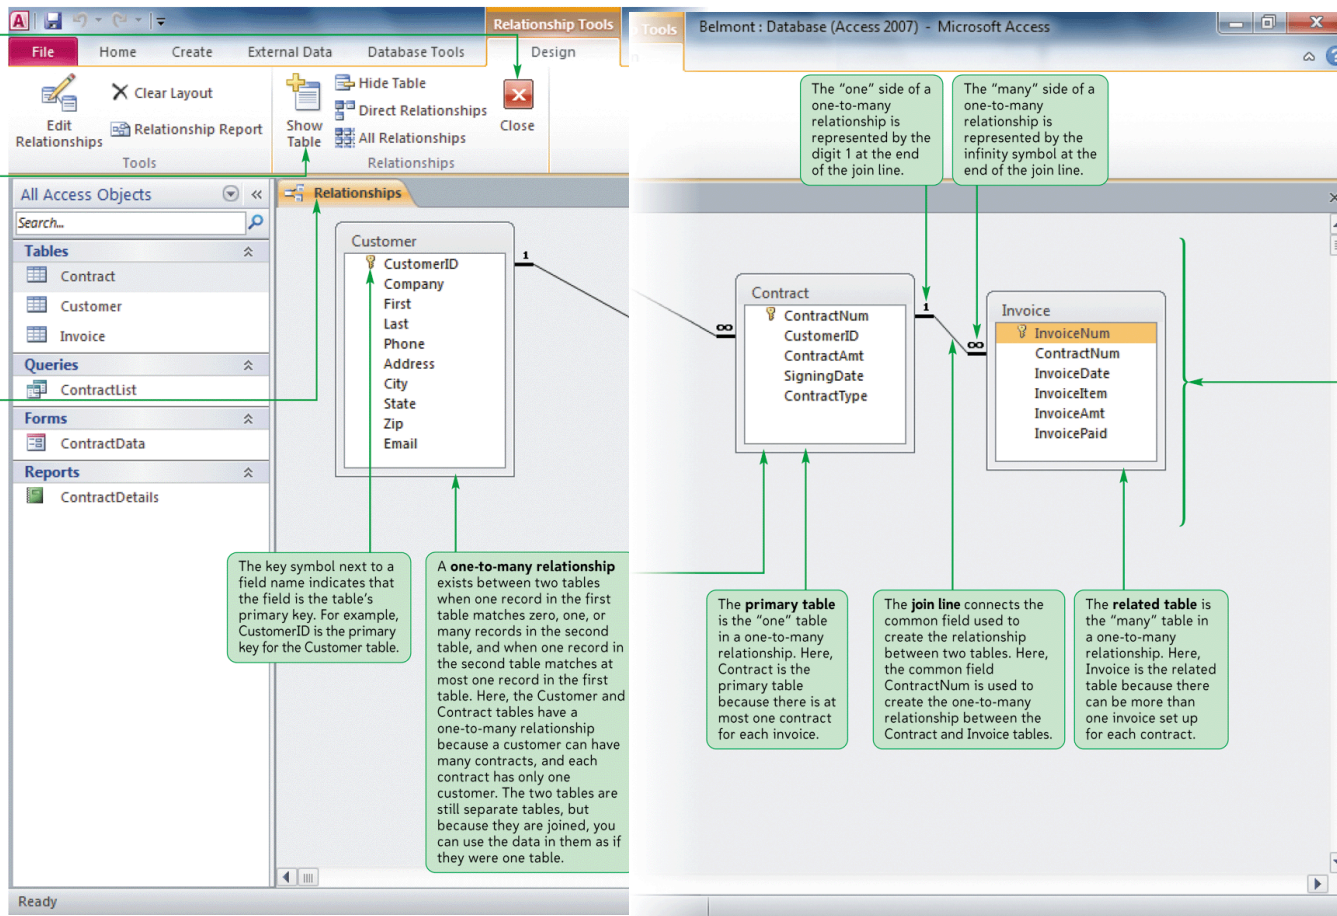 Relationship Tools
Tools
Belmont : Database (Access 2007) - Microsoft Access
File
Home
Create
External Data
Database Tools
Design
Edit
Relationships
Clear Layout
Relationship Report
Tools
Show
Table
Hide Table
Direct Relationships
All Relationships
Close
Relationships
The “one” side of a
one-to-many
relationship is
represented by the
digit 1 at the end
of the join line.
The “many” side of a
one-to-many
relationship is
represented by the
infinity symbol at the
end of the join line.
All Access Objects
Search...
Tables
Contract
Customer
Invoice
Queries
ContractList
Forms
ContractData
Reports
ContractDetails
Relationships
Customer
CustomerID
Company
First
Last
Phone
Address
City
State
Zip
Email
1
∞
Contract
ContractNum
CustomerID
ContractAmt
SigningDate
ContractType
1
∞
Invoice
InvoiceNum
ContractNum
InvoiceDate
InvoiceItem
InvoiceAmt
InvoicePaid
The key symbol next to a
field name indicates that
the field is the table’s
primary key. For example,
CustomerID is the primary
key for the Customer table.
A one-to-many relationship
exists between two tables
when one record in the first
table matches zero, one, or
many records in the second
table, and when one record in
the second table matches at
most one record in the first
table. Here, the Customer and
Contract tables have a
one-to-many relationship
because a customer can have
many contracts, and each
contract has only one
customer. The two tables are
still separate tables, but
because they are joined, you
can use the data in them as if
they were one table.
The primary table
is the “one” table
in a one-to-many
relationship. Here,
Contract is the
primary table
because there is at
most one contract
for each invoice.
The join line connects the
common field used to
create the relationship
between two tables. Here,
the common field
ContractNum is used to
create the one-to-many
relationship between the
Contract and Invoice tables.
The related table is
the “many” table in
a one-to-many
relationship. Here,
Invoice is the related
table because there
can be more than
one invoice set up
for each contract.
Ready